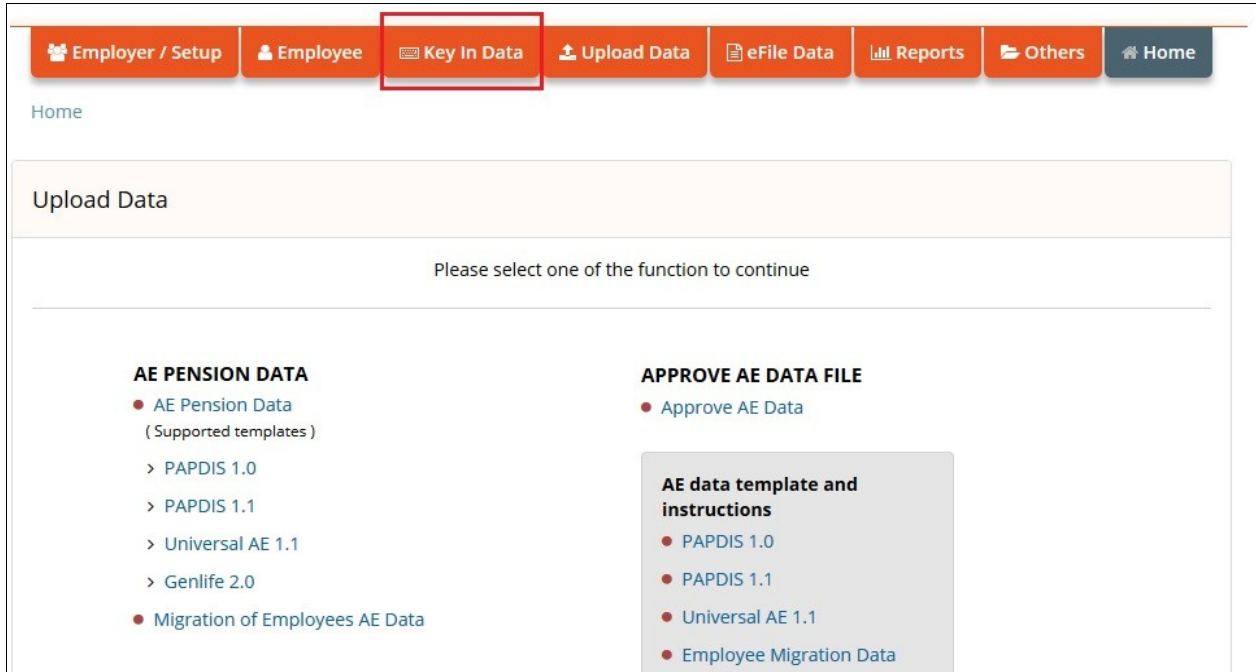 Employer / Setup Employee Key In Data Upload Data eFile Data Reports Others Home
Home
Upload Data
Please select one of the function to continue
AE PENSION DATA
AE Pension Data
( Supported templates )
PAPDIS 1.0
PAPDIS 1.1
Universal AE 1.1
Genlife 2.0
Migration of Employees AE Data
APPROVE AE DATA FILE
Approve AE Data
AE data template and
instructions
PAPDIS 1.0
PAPDIS 1.1
Universal AE 1.1
Employee Migration Data